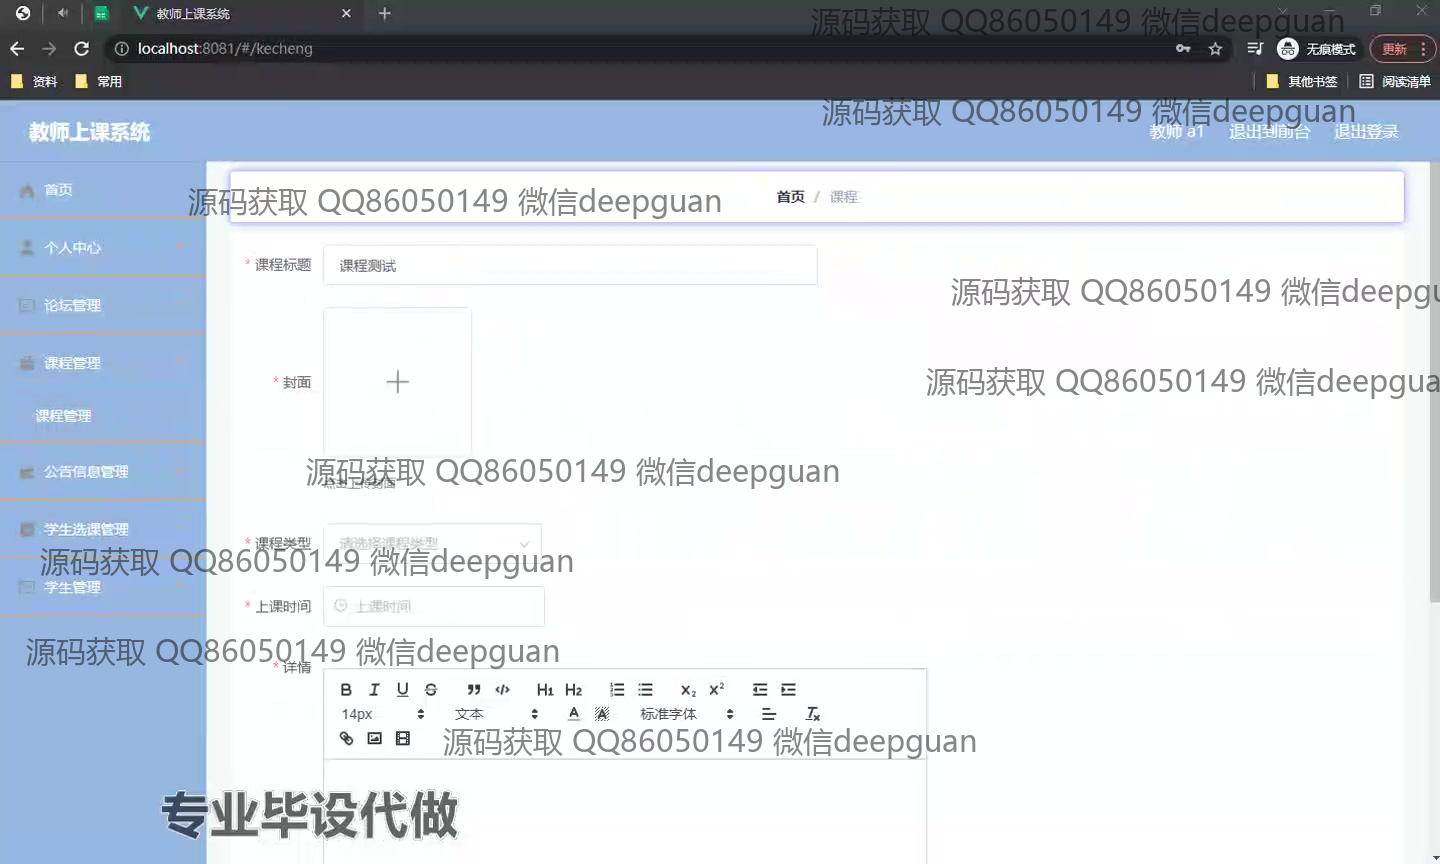 教师上课系统
localhost:8081/#/kecheng
无痕模式
更新
资料
常用
其他书签
阅读清单
源码获取 QQ86050149 微信deepguan
源码获取 QQ86050149 微信deepguan
教师上课系统
教师 a1
退出到前台
退出登录
首页
个人中心
论坛管理
课程管理
课程管理
公告信息管理
学生选课管理
学生管理
源码获取 QQ86050149 微信deepguan
首页 / 课程
* 课程标题
课程测试
源码获取 QQ86050149 微信deepgu
* 封面
源码获取 QQ86050149 微信deepgua
源码获取 QQ86050149 微信deepguan
点击上传封面
* 课程类型
请选择课程类型
源码获取 QQ86050149 微信deepguan
* 上课时间
上课时间
源码获取 QQ86050149 微信deepguan
* 详情
B I U S H1 H2 X2 X2
14px 文本 A A 标准字体 Tx
源码获取 QQ86050149 微信deepguan
专业毕设代做